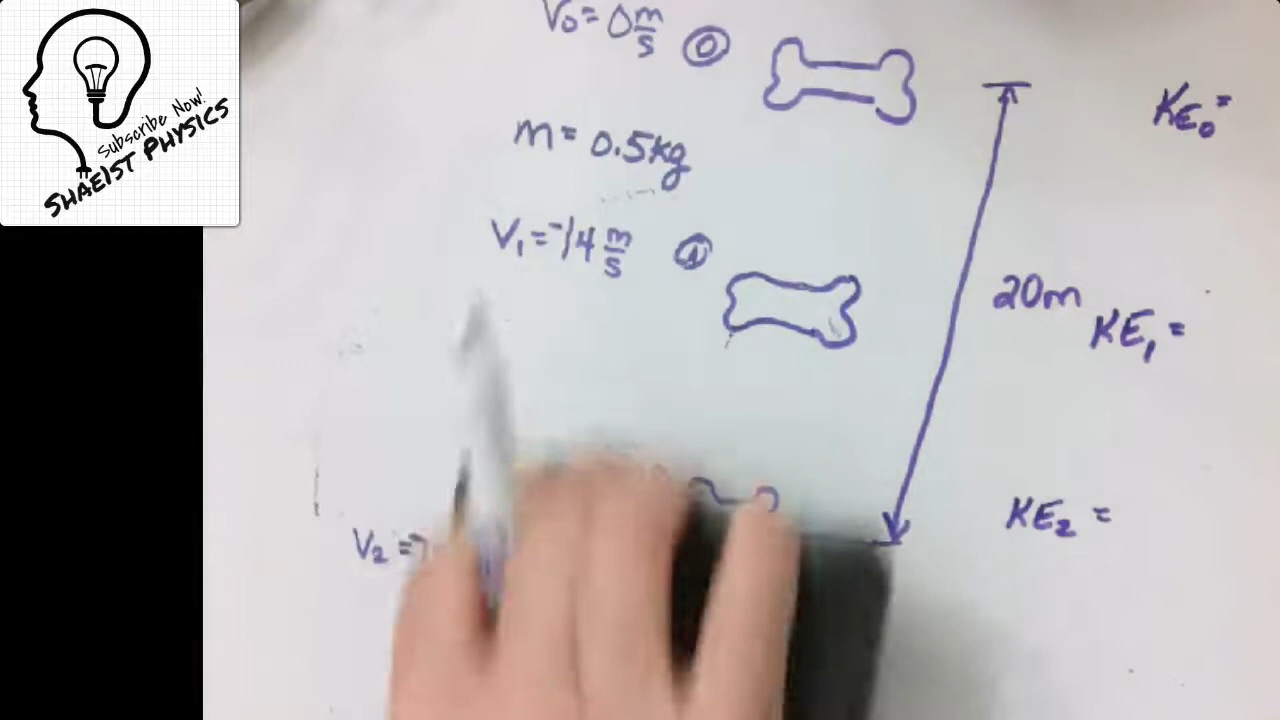 Subscribe Now!
SHAEIST PHYSICS
V₀ = 0 m/s ⓪
KE₀ =
m = 0.5kg
V₁ = -14 m/s ①
20m
KE₁ =
KE₂ =
V₂ = -